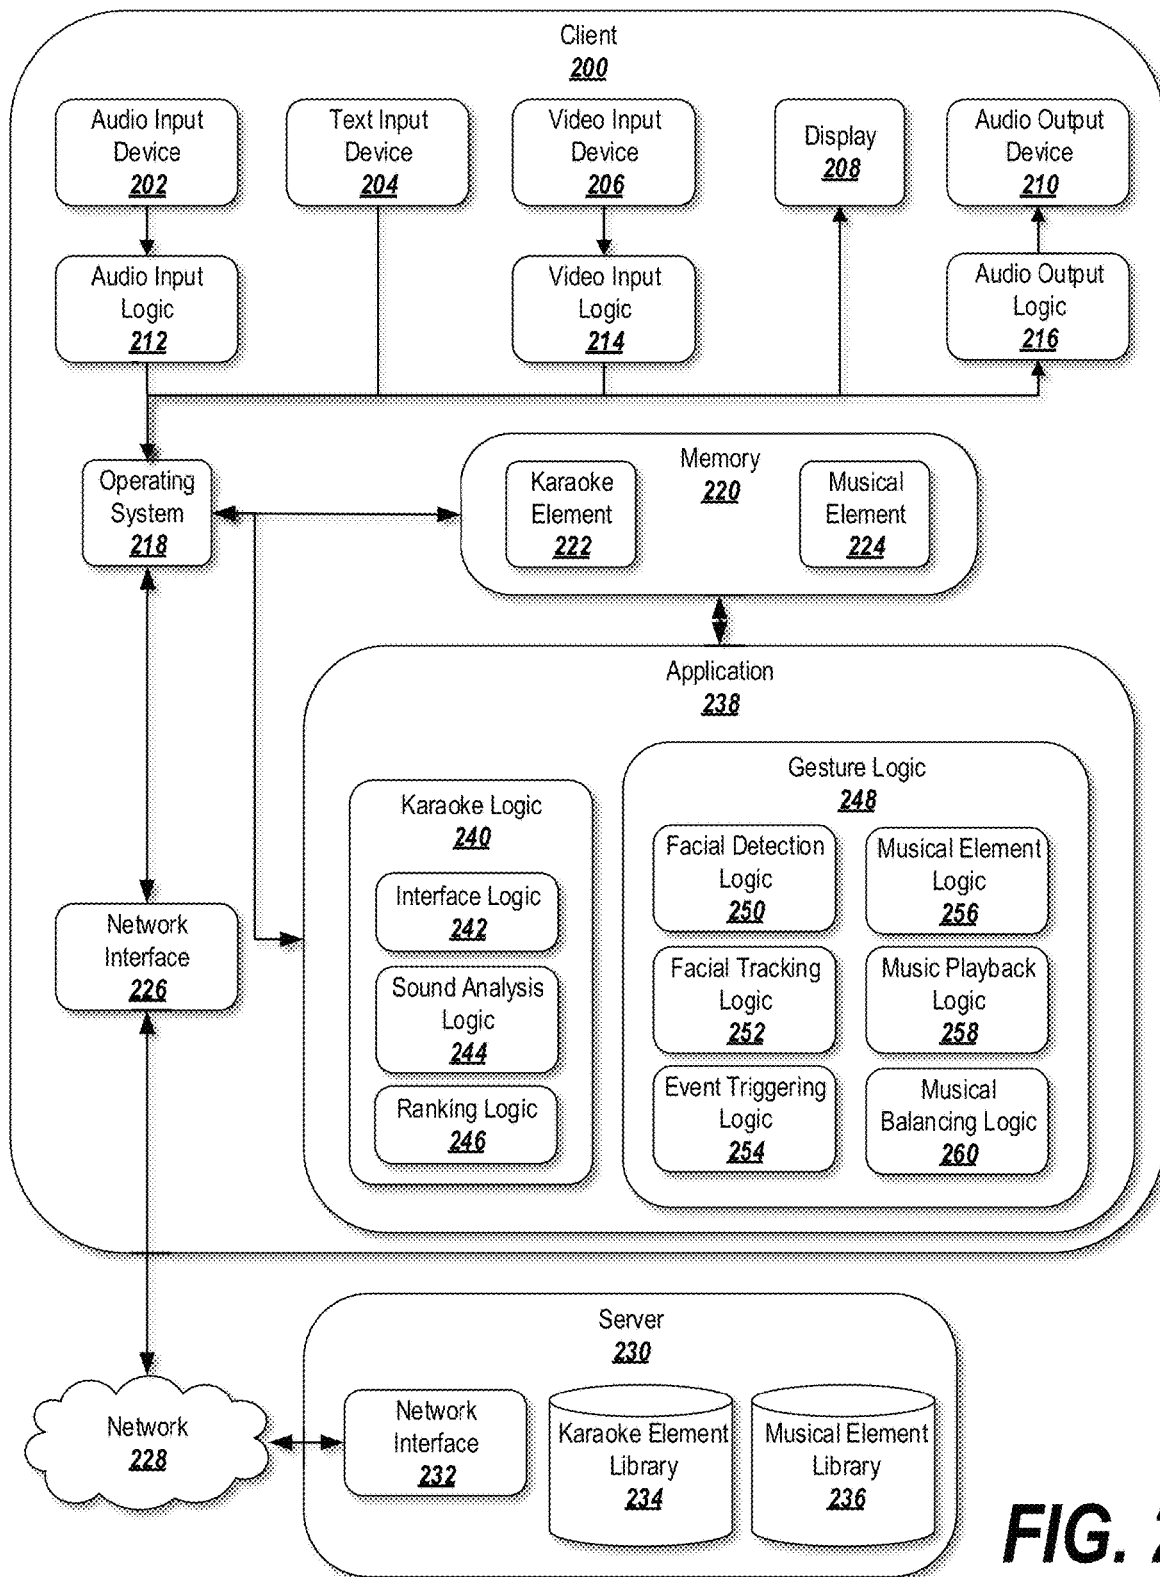 Client
200
Audio Input
Device
202
Text Input
Device
204
Video Input
Device
206
Display
208
Audio Output
Device
210
Audio Input
Logic
212
Video Input
Logic
214
Audio Output
Logic
216
Operating
System
218
Memory
220
Karaoke
Element
222
Musical
Element
224
Application
238
Karaoke Logic
240
Interface Logic
242
Sound Analysis
Logic
244
Ranking Logic
246
Gesture Logic
248
Facial Detection
Logic
250
Musical Element
Logic
256
Facial Tracking
Logic
252
Music Playback
Logic
258
Event Triggering
Logic
254
Musical
Balancing Logic
260
Network
Interface
226
Network
228
Server
230
Network
Interface
232
Karaoke Element
Library
234
Musical Element
Library
236
FIG. 2